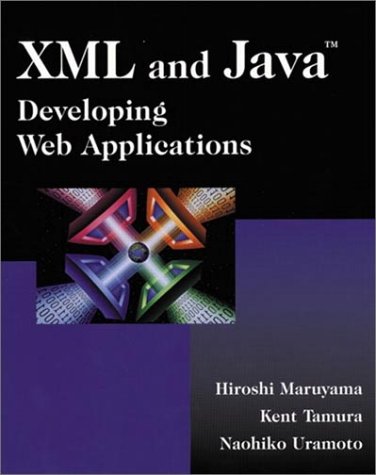 XML and Java™
Developing
Web Applications
Hiroshi Maruyama
Kent Tamura
Naohiko Uramoto